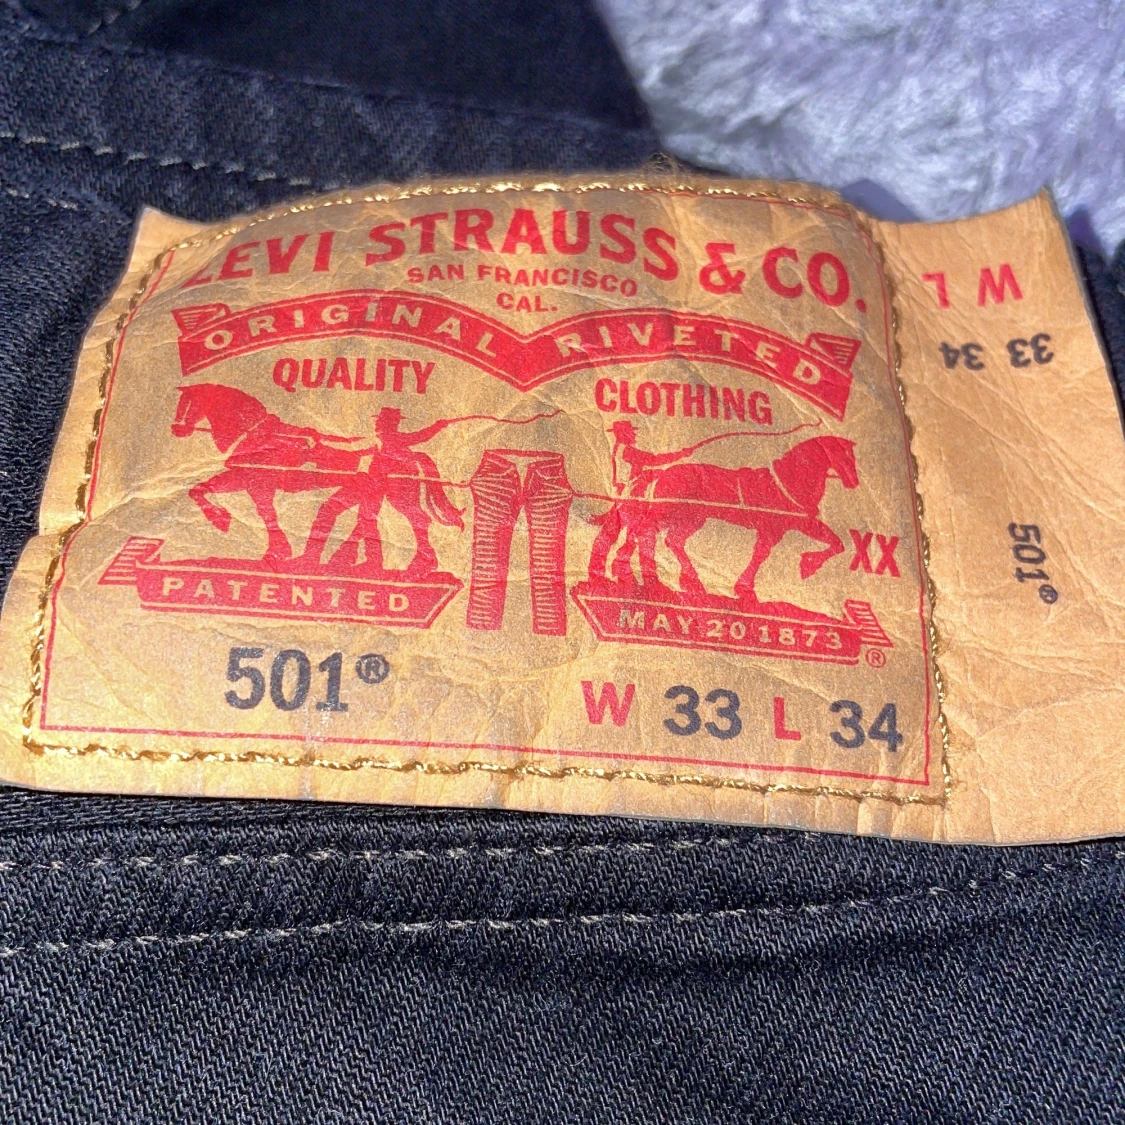 LEVI STRAUSS & CO.
SAN FRANCISCO
CAL.
ORIGINAL RIVETED
QUALITY CLOTHING
XX
PATENTED MAY 20 1873 ®
501® W 33 L 34
W L
33 34
501®